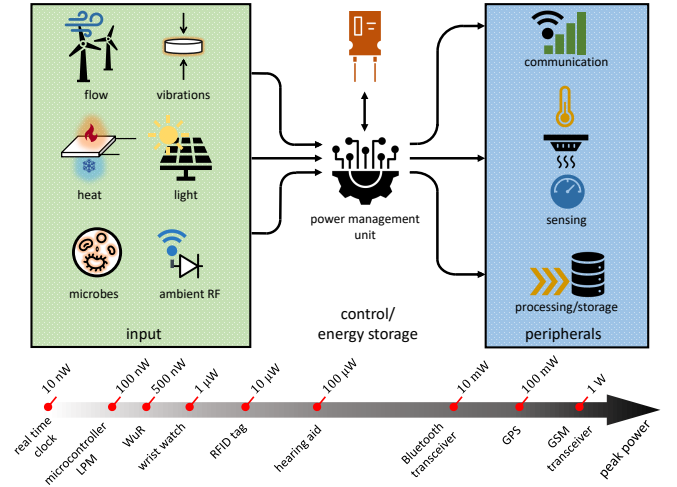 flow
vibrations
heat
light
microbes
ambient RF
input
power management
unit
control/
energy storage
communication
sensing
processing/storage
peripherals
10 nW
100 nW
500 nW
1 µW
10 µW
100 µW
10 mW
100 mW
1 W
real time
clock
microcontroller
LPM
WuR
wrist watch
RFID tag
hearing aid
Bluetooth
transceiver
GPS
GSM
transceiver
peak power